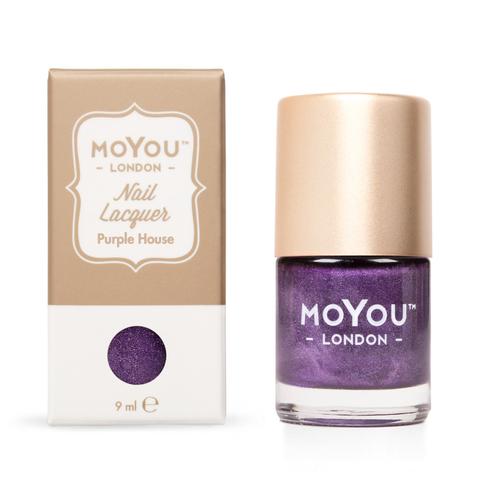 MoYou™
- LONDON -
Nail
Lacquer
Purple House
9 ml ℮
MoYou™
- LONDON -